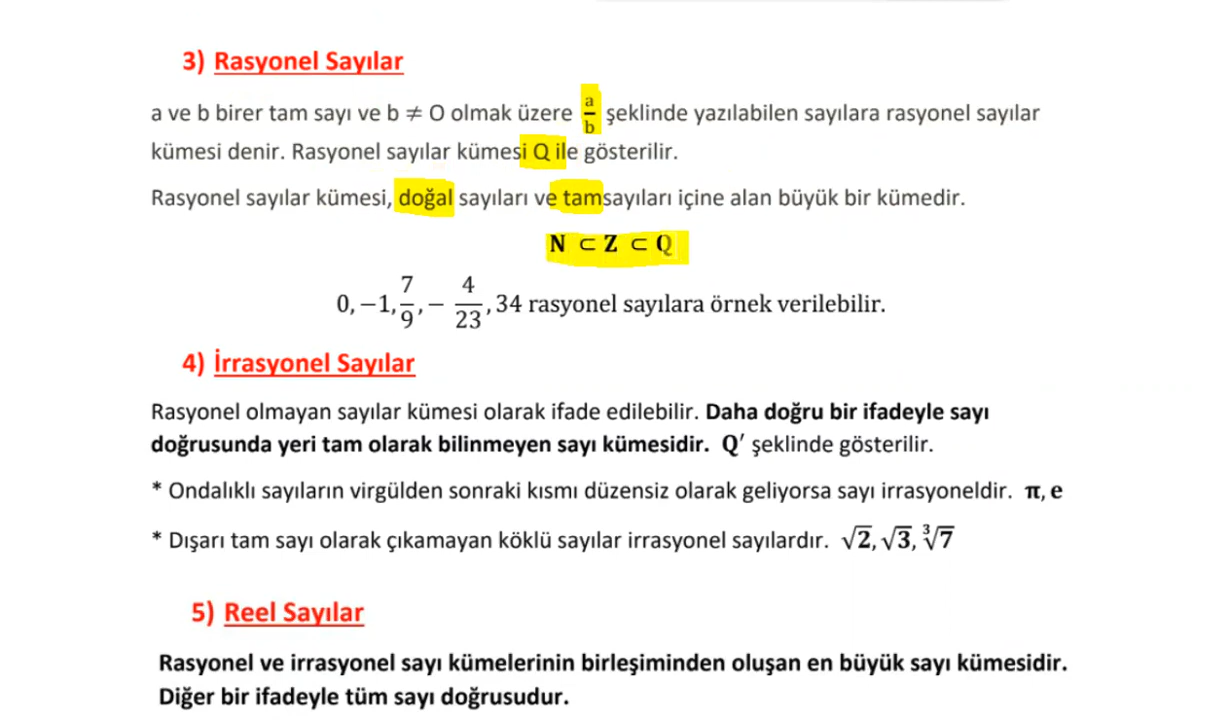 3) Rasyonel Sayılar
a ve b birer tam sayı ve b ≠ O olmak üzere a/b şeklinde yazılabilen sayılara rasyonel sayılar
kümesi denir. Rasyonel sayılar kümesi Q ile gösterilir.
Rasyonel sayılar kümesi, doğal sayıları ve tamsayıları içine alan büyük bir kümedir.
N ⊂ Z ⊂ Q
0, −1, 7/9, − 4/23, 34 rasyonel sayılara örnek verilebilir.
4) İrrasyonel Sayılar
Rasyonel olmayan sayılar kümesi olarak ifade edilebilir. Daha doğru bir ifadeyle sayı
doğrusunda yeri tam olarak bilinmeyen sayı kümesidir. Q′ şeklinde gösterilir.
* Ondalıklı sayıların virgülden sonraki kısmı düzensiz olarak geliyorsa sayı irrasyoneldir. π, e
* Dışarı tam sayı olarak çıkamayan köklü sayılar irrasyonel sayılardır. √2, √3, ∛7
5) Reel Sayılar
Rasyonel ve irrasyonel sayı kümelerinin birleşiminden oluşan en büyük sayı kümesidir.
Diğer bir ifadeyle tüm sayı doğrusudur.